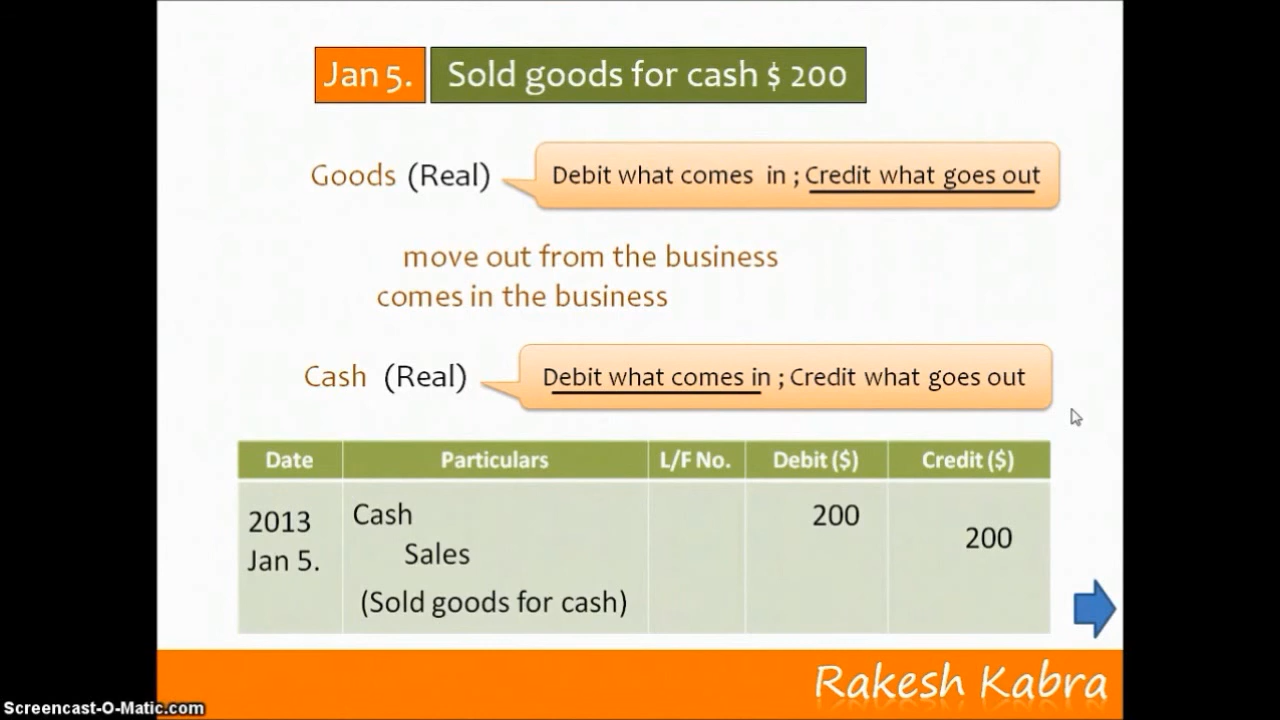 Jan 5. Sold goods for cash $ 200
Goods (Real) Debit what comes in ; Credit what goes out
move out from the business
comes in the business
Cash (Real) Debit what comes in ; Credit what goes out
Date Particulars L/F No. Debit ($) Credit ($)
2013 Cash 200
Jan 5. Sales 200
(Sold goods for cash)
Rakesh Kabra
Screencast-O-Matic.com